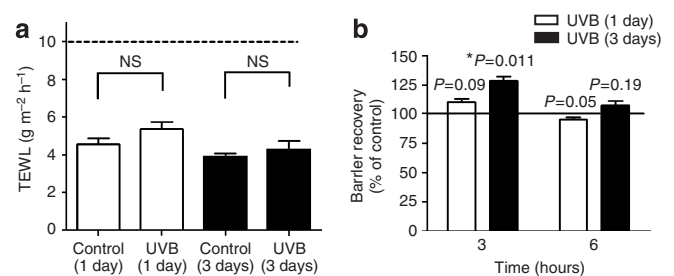 a
TEWL (g m⁻² h⁻¹)
10
8
6
4
2
0
NS
NS
Control
(1 day)
UVB
(1 day)
Control
(3 days)
UVB
(3 days)
b
UVB (1 day)
UVB (3 days)
Barrier recovery
(% of control)
150
125
100
75
50
25
0
*P=0.011
P=0.09
P=0.19
P=0.05
3
6
Time (hours)